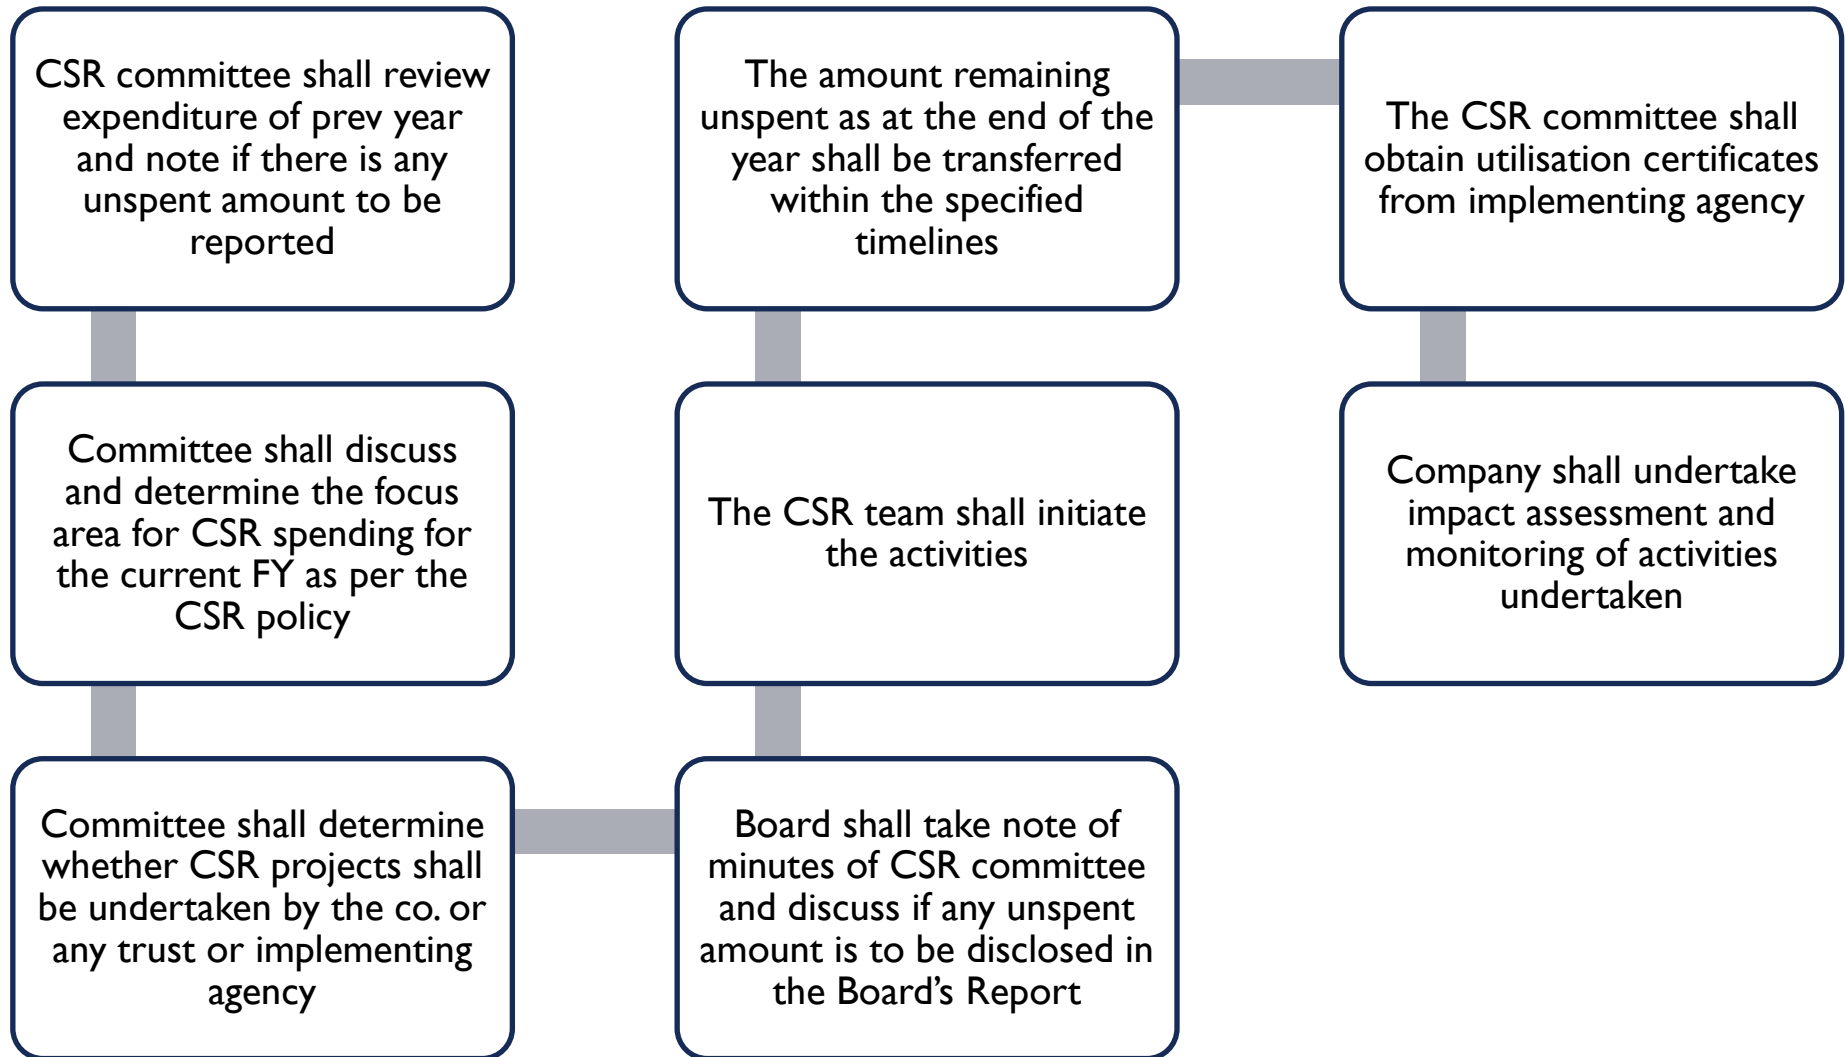 CSR committee shall review
expenditure of prev year
and note if there is any
unspent amount to be
reported
Committee shall discuss
and determine the focus
area for CSR spending for
the current FY as per the
CSR policy
Committee shall determine
whether CSR projects shall
be undertaken by the co. or
any trust or implementing
agency
Board shall take note of
minutes of CSR committee
and discuss if any unspent
amount is to be disclosed in
the Board’s Report
The CSR team shall initiate
the activities
The amount remaining
unspent as at the end of the
year shall be transferred
within the specified
timelines
The CSR committee shall
obtain utilisation certificates
from implementing agency
Company shall undertake
impact assessment and
monitoring of activities
undertaken